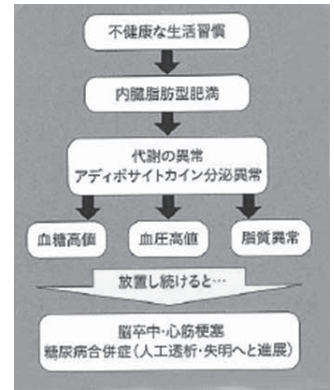 不健康な生活習慣
内臓脂肪型肥満
代謝の異常
アディポサイトカイン分泌異常
血糖高値
血圧高値
脂質異常
放置し続けると…
脳卒中・心筋梗塞
糖尿病合併症(人工透析・失明へと進展)